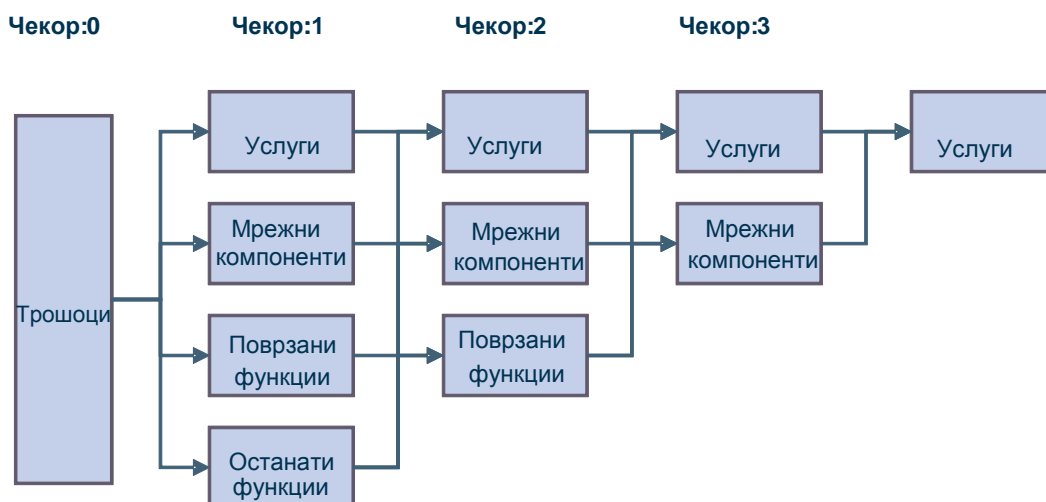 Чекор:0 Чекор:1 Чекор:2 Чекор:3
Услуги Услуги Услуги Услуги
Мрежни
компоненти
Мрежни
компоненти
Мрежни
компоненти
Трошоци
Поврзани
функции
Поврзани
функции
Останати
функции